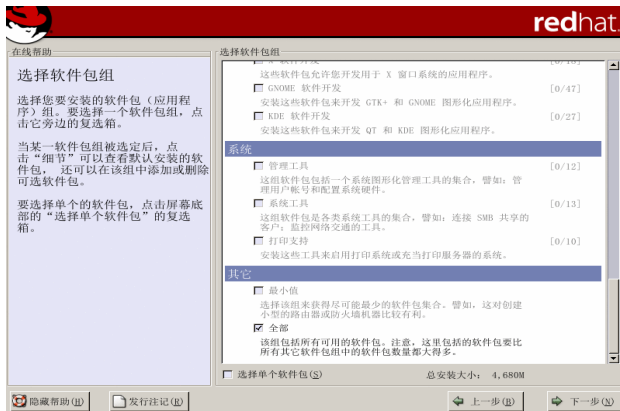 redhat.
在线帮助
选择软件包组
选择您要安装的软件包（应用程
序）组。要选择一个软件包组，点
击它旁边的复选框。
当某一软件包组被选定后，点
击“细节”可以查看默认安装的软
件包， 还可以在该组中添加或删除
可选软件包。
要选择单个的软件包，点击屏幕底
部的“选择单个软件包”的复选
箱。
选择软件包组
这些软件包允许您开发用于 X 窗口系统的应用程序。
GNOME 软件开发 [0/47]
安装这些软件包来开发 GTK+ 和 GNOME 图形化应用程序。
KDE 软件开发 [0/27]
安装这些软件包来开发 QT 和 KDE 图形化应用程序。
系统
管理工具 [0/12]
这组软件包包括一个系统图形化管理工具的集合，譬如：管
理用户帐号和配置系统硬件。
系统工具 [0/13]
这组软件包是各类系统工具的集合，譬如：连接 SMB 共享的
客户；监控网络交通的工具。
打印支持 [0/10]
安装这些工具来启用打印系统或充当打印服务器的系统。
其它
最小值
选择该组来获得尽可能最少的软件包集合。譬如，这对创建
小型的路由器或防火墙机器比较有利。
全部
该组包括所有可用的软件包。注意，这里包括的软件包要比
所有其它软件包组中的软件包数量都大得多。
选择单个软件包(S) 总安装大小： 4,680M
隐藏帮助(H) 发行注记(R) 上一步(B) 下一步(N)